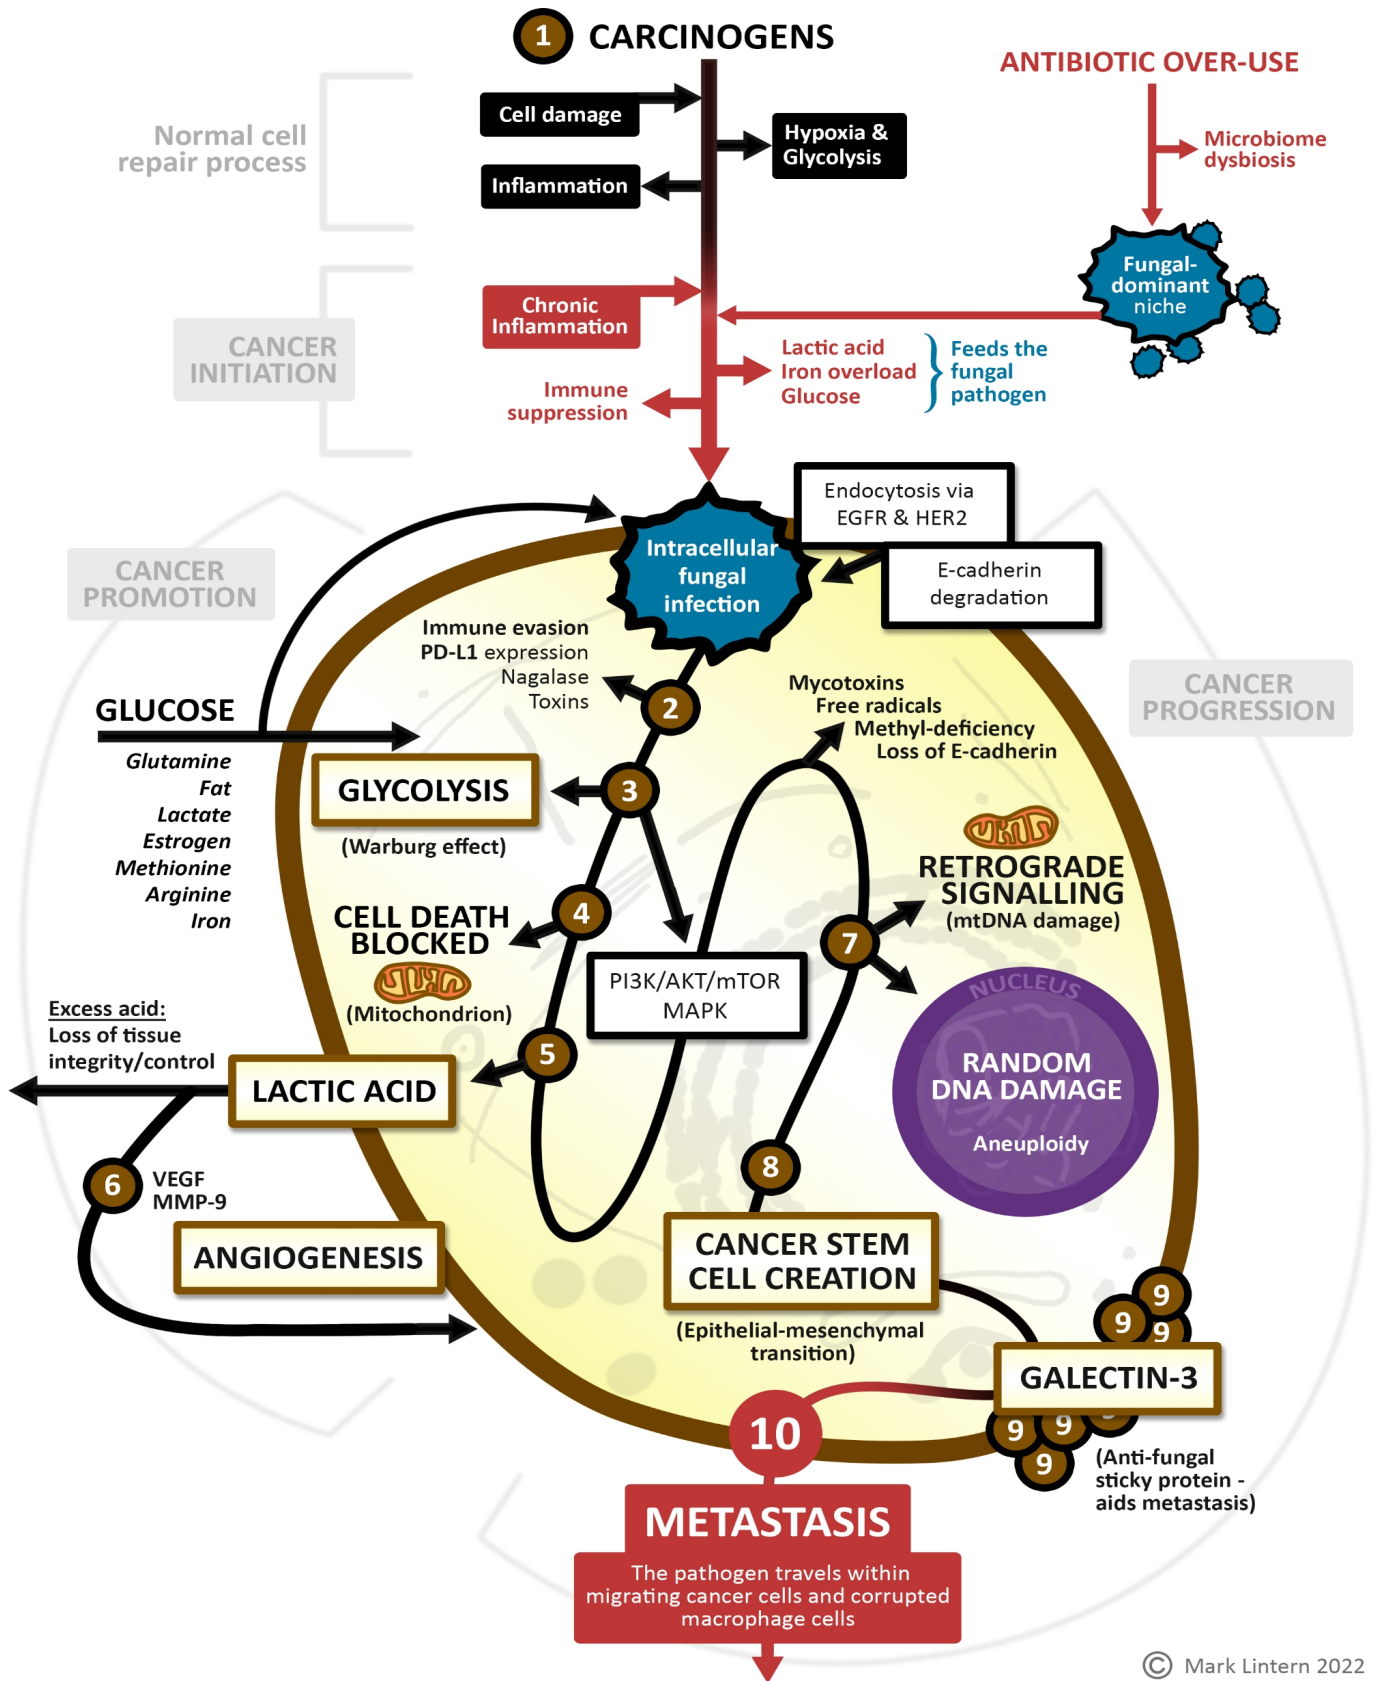 1 CARCINOGENS
ANTIBIOTIC OVER-USE
Cell damage
Hypoxia &
Glycolysis
Microbiome
dysbiosis
Normal cell
repair process
Inflammation
Fungal-
dominant
niche
Chronic
Inflammation
CANCER
INITIATION
Lactic acid
Iron overload
Glucose
Feeds the
fungal
pathogen
Immune
suppression
Endocytosis via
EGFR & HER2
E-cadherin
degradation
Intracellular
fungal
infection
CANCER
PROMOTION
Immune evasion
PD-L1 expression
Nagalase
Toxins
2
Mycotoxins
Free radicals
Methyl-deficiency
Loss of E-cadherin
CANCER
PROGRESSION
GLUCOSE
Glutamine
Fat
Lactate
Estrogen
Methionine
Arginine
Iron
GLYCOLYSIS
(Warburg effect)
3
4
CELL DEATH
BLOCKED
(Mitochondrion)
PI3K/AKT/mTOR
MAPK
7
RETROGRADE
SIGNALLING
(mtDNA damage)
NUCLEUS
RANDOM
DNA DAMAGE
Aneuploidy
Excess acid:
Loss of tissue
integrity/control
5
LACTIC ACID
6
VEGF
MMP-9
ANGIOGENESIS
8
CANCER STEM
CELL CREATION
(Epithelial-mesenchymal
transition)
9
9
9
GALECTIN-3
9
9
9
9
(Anti-fungal
sticky protein -
aids metastasis)
10
METASTASIS
The pathogen travels within
migrating cancer cells and corrupted
macrophage cells
© Mark Lintern 2022